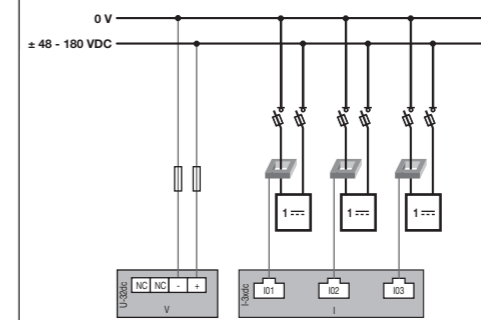 0 V
± 48 - 180 VDC
1
1
1
U-32dc
NC NC - +
V
I-3xdc
I01 I02 I03
I